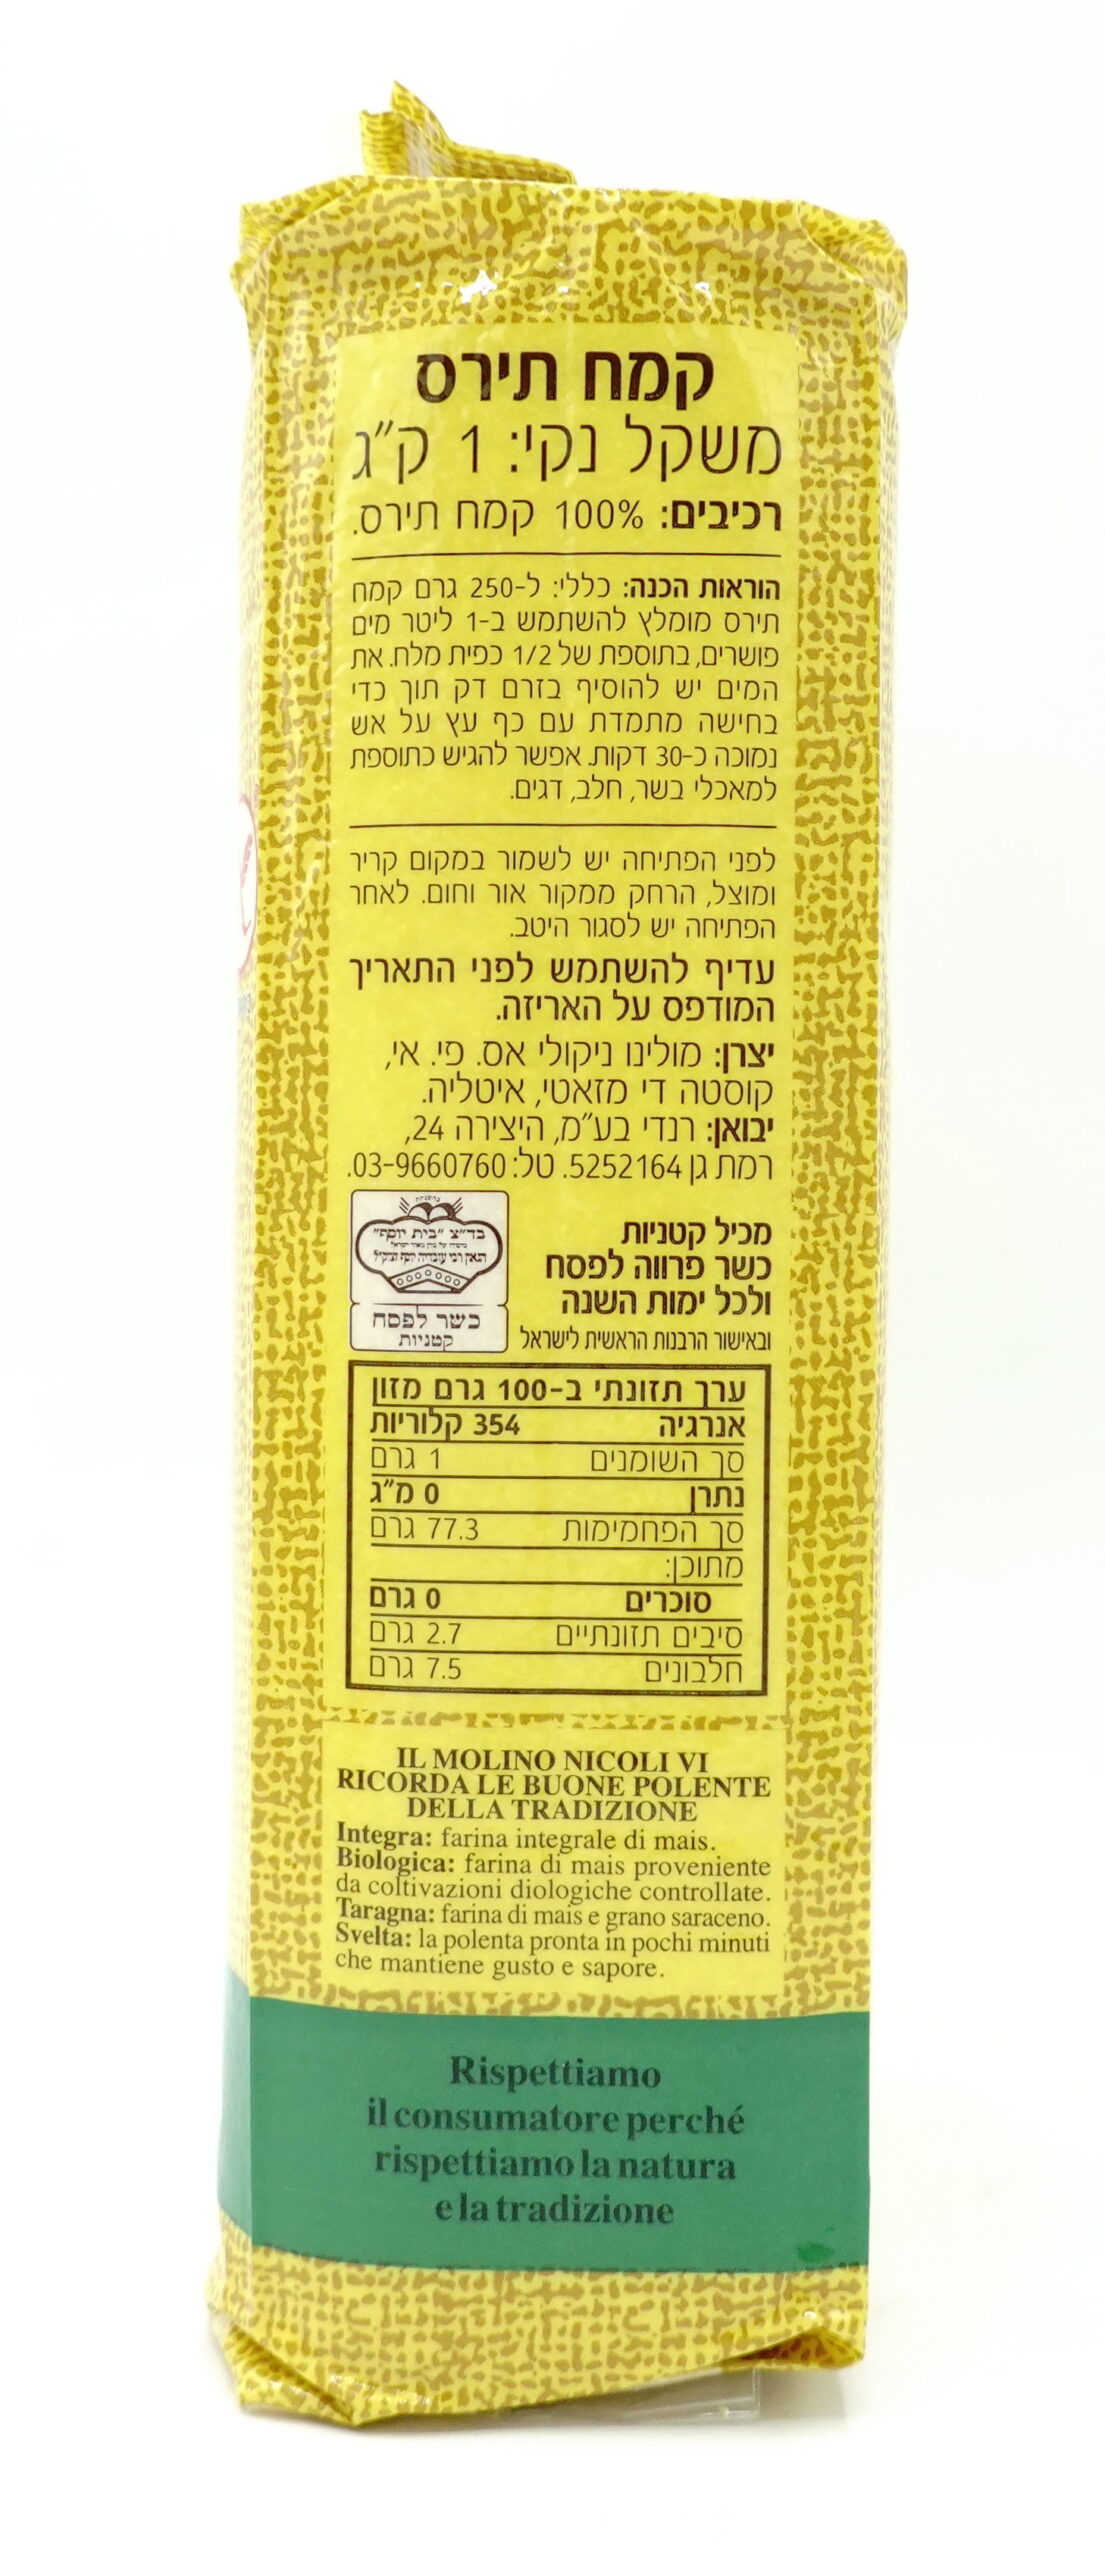 קמח תירס
משקל נקי: 1 ק"ג
רכיבים: 100% קמח תירס.
הוראות הכנה: כללי: ל-250 גרם קמח
תירס מומלץ להשתמש ב-1 ליטר מים
פושרים, בתוספת של 1/2 כפית מלח. את
המים יש להוסיף בזרם דק תוך כדי
בחישה מתמדת עם כף עץ על אש
נמוכה כ-30 דקות. אפשר להגיש כתוספת
למאכלי בשר, חלב, דגים.
לפני הפתיחה יש לשמור במקום קריר
ומוצל, הרחק ממקור אור וחום. לאחר
הפתיחה יש לסגור היטב.
עדיף להשתמש לפני התאריך
המודפס על האריזה.
יצרן: מולינו ניקולי אס. פי. אי,
קוסטה די מזאטי, איטליה.
יבואן: רנדי בע"מ, היצירה 24,
רמת גן 5252164. טל: 03-9660760.
מכיל קטניות
כשר פרווה לפסח
ולכל ימות השנה
ובאישור הרבנות הראשית לישראל
בד"צ "בית יוסף"
כשר לפסח
קטניות
ערך תזונתי ב-100 גרם מזון
אנרגיה 354 קלוריות
סך השומנים 1 גרם
נתרן 0 מ"ג
סך הפחמימות 77.3 גרם
מתוכן:
סוכרים 0 גרם
סיבים תזונתיים 2.7 גרם
חלבונים 7.5 גרם
IL MOLINO NICOLI VI
RICORDA LE BUONE POLENTE
DELLA TRADIZIONE
Integra: farina integrale di mais.
Biologica: farina di mais proveniente
da coltivazioni diologiche controllate.
Taragna: farina di mais e grano saraceno.
Svelta: la polenta pronta in pochi minuti
che mantiene gusto e sapore.
Rispettiamo
il consumatore perché
rispettiamo la natura
e la tradizione